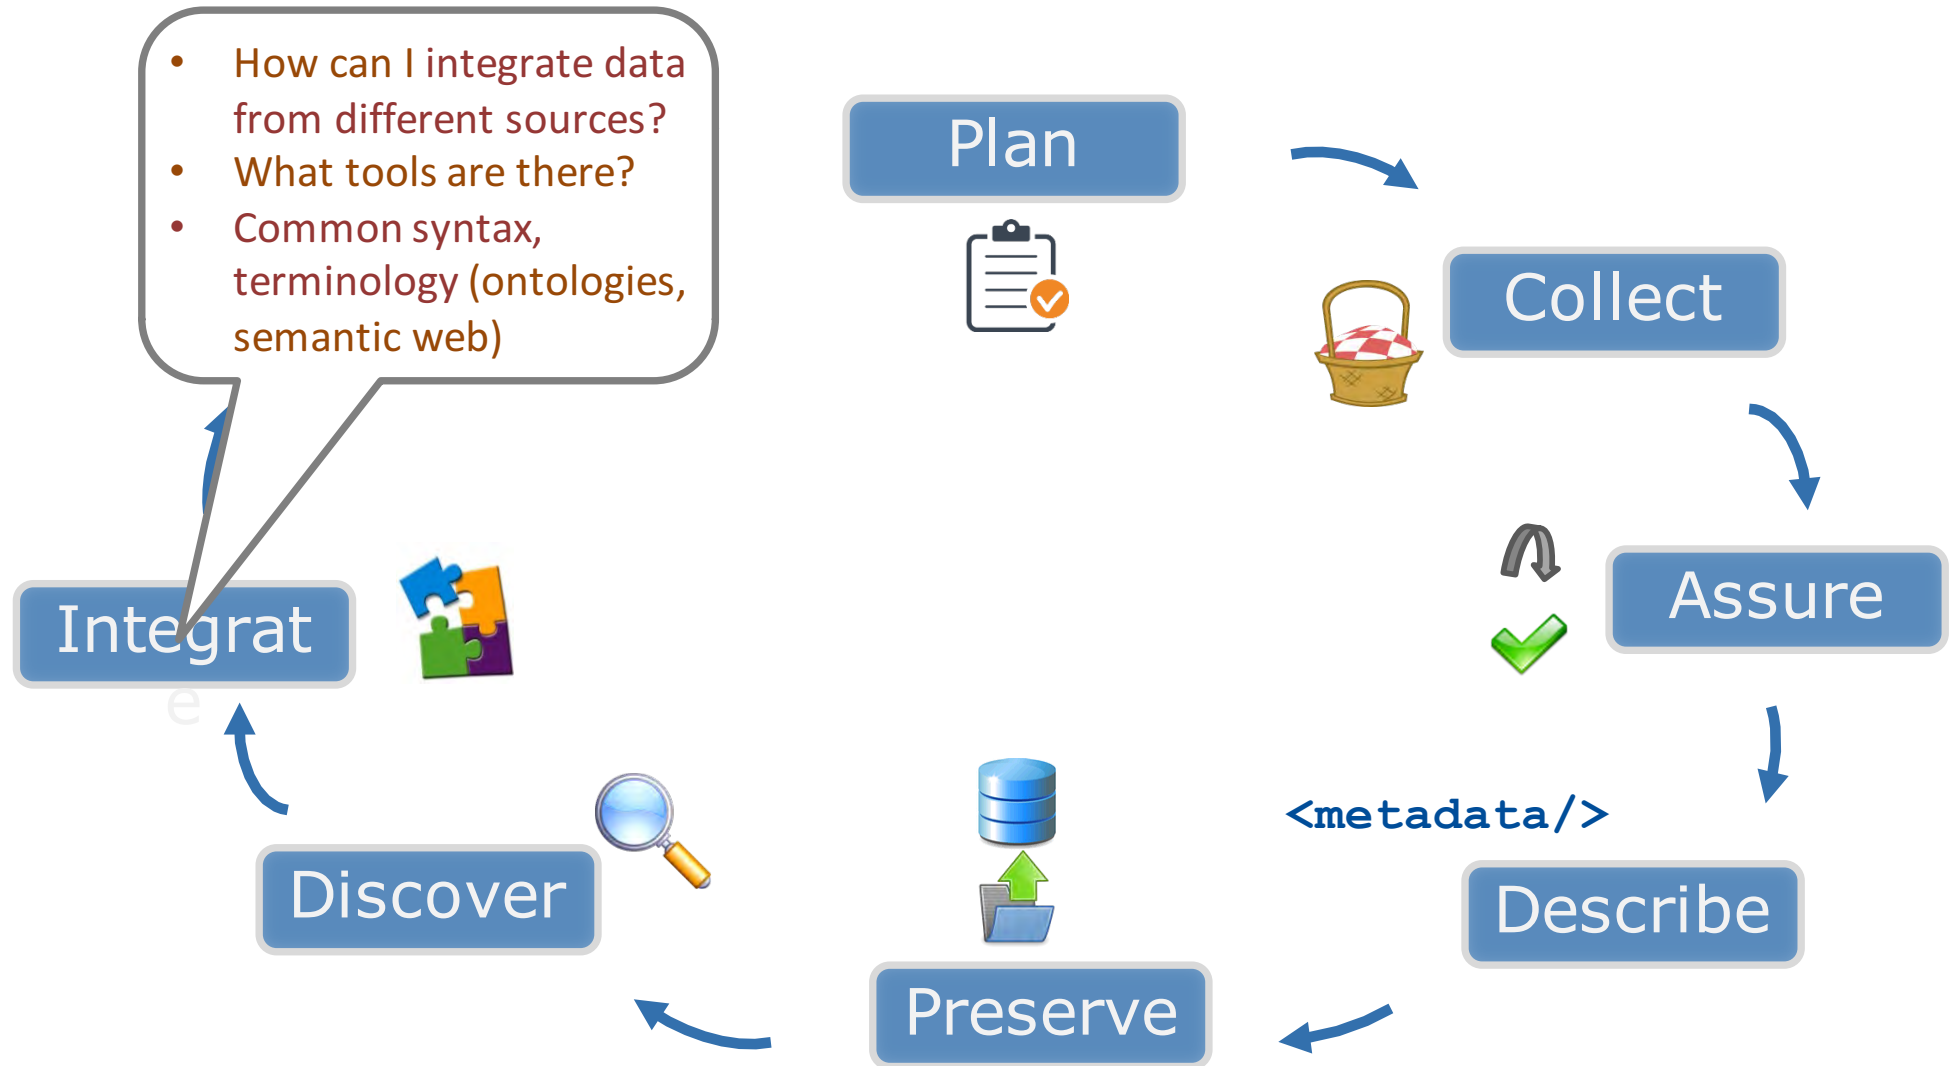 • How can I integrate data
from different sources?
• What tools are there?
• Common syntax,
terminology (ontologies,
semantic web)
Plan
Collect
Assure
<metadata/>
Describe
Preserve
Discover
Integrat
e